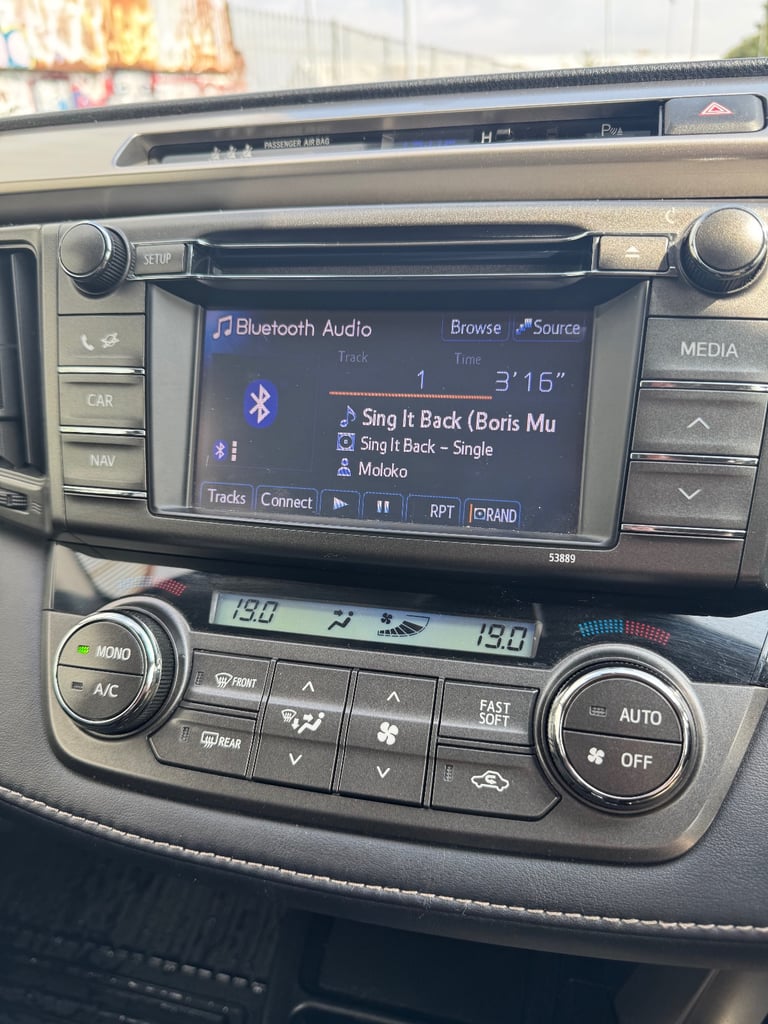 PASSENGER AIR BAG
H
P
SETUP
Bluetooth Audio
Browse
Source
MEDIA
Track
Time
1
3'16"
CAR
Sing It Back (Boris Mu
Sing It Back - Single
NAV
Moloko
Tracks
Connect
RPT
RAND
53889
19.0
19.0
MONO
A/C
FRONT
REAR
FAST
SOFT
AUTO
OFF